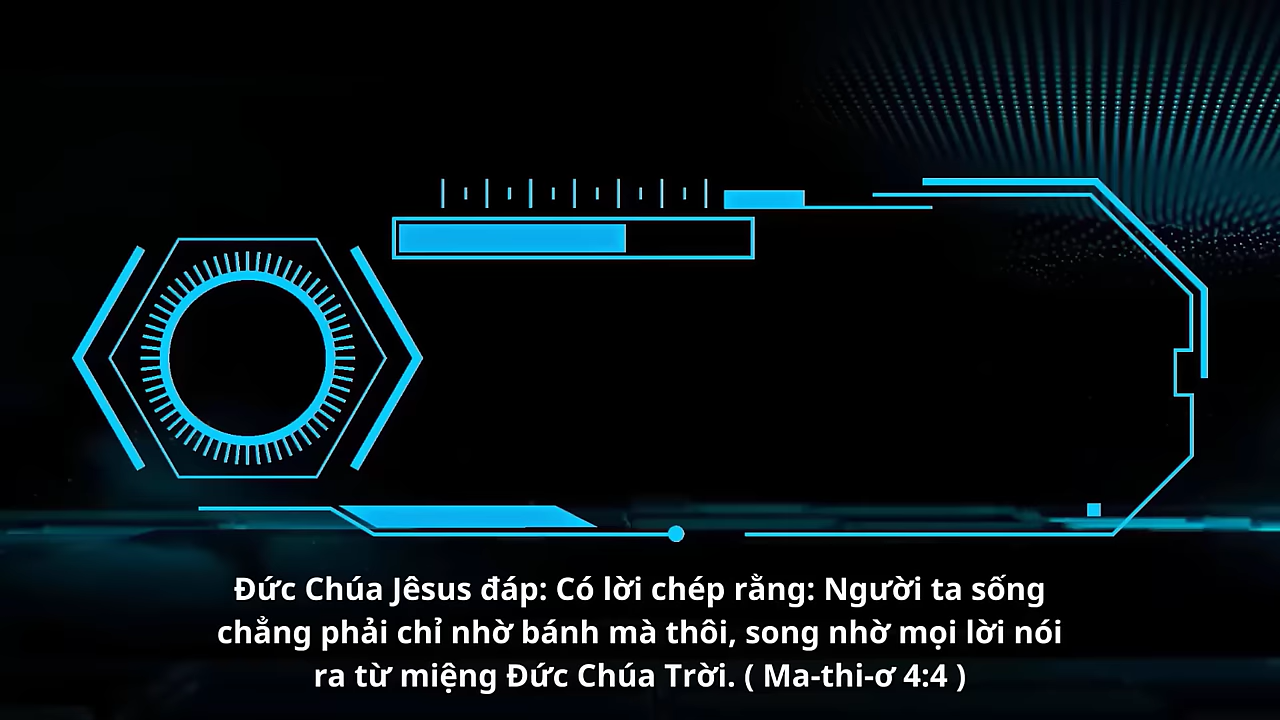 Đức Chúa Jêsus đáp: Có lời chép rằng: Người ta sống
chẳng phải chỉ nhờ bánh mà thôi, song nhờ mọi lời nói
ra từ miệng Đức Chúa Trời. ( Ma-thi-ơ 4:4 )